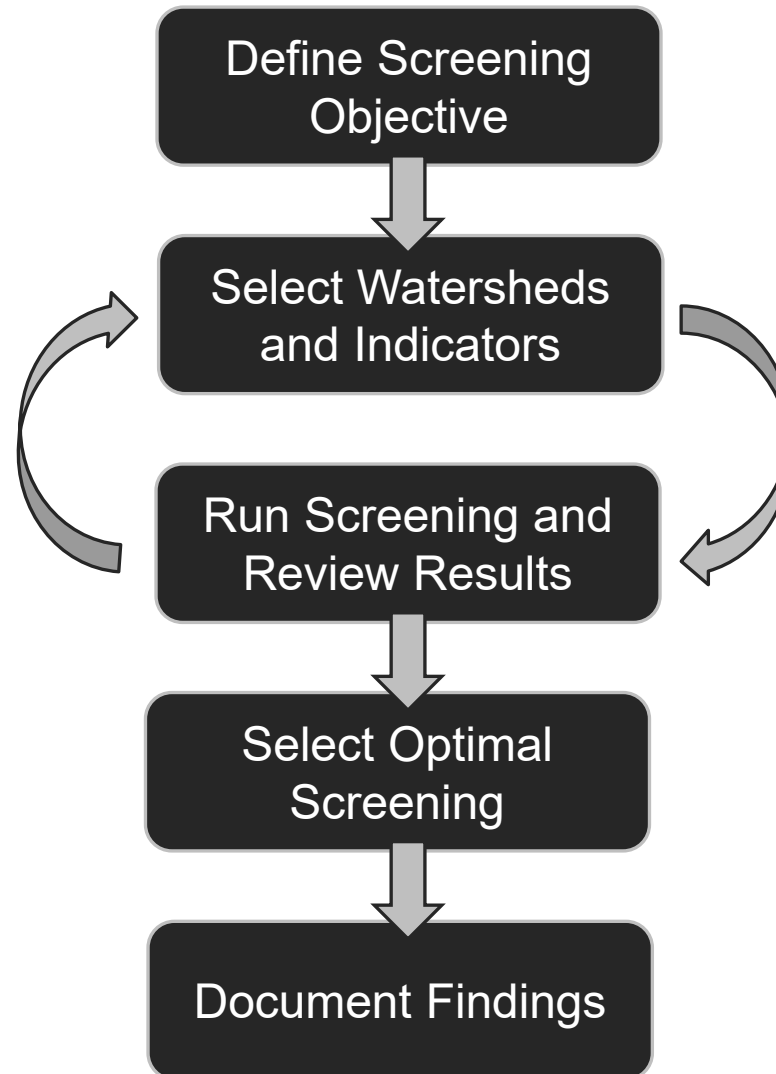 Define Screening
Objective
Select Watersheds
and Indicators
Run Screening and
Review Results
Select Optimal
Screening
Document Findings